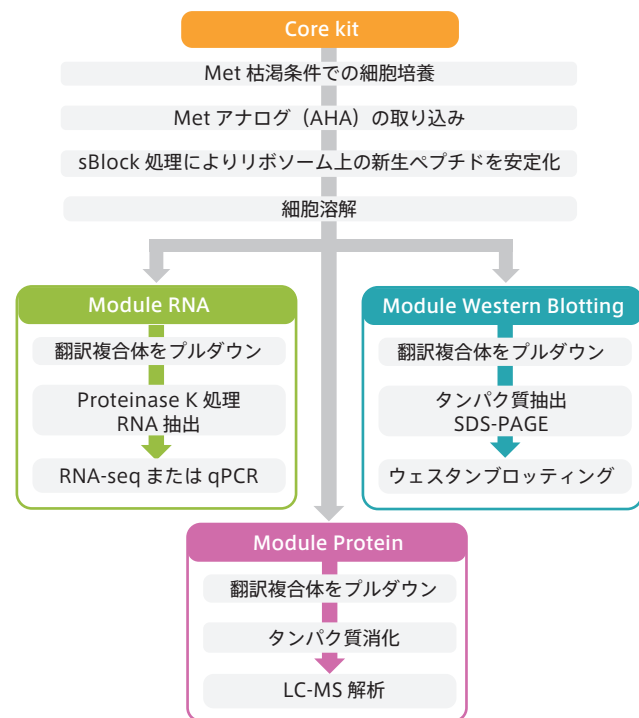 Core kit
Met 枯渇条件での細胞培養
Met アナログ（AHA）の取り込み
sBlock 処理によりリボソーム上の新生ペプチドを安定化
細胞溶解
Module RNA
翻訳複合体をプルダウン
Proteinase K 処理
RNA 抽出
RNA-seq または qPCR
Module Western Blotting
翻訳複合体をプルダウン
タンパク質抽出
SDS-PAGE
ウェスタンブロッティング
Module Protein
翻訳複合体をプルダウン
タンパク質消化
LC-MS 解析